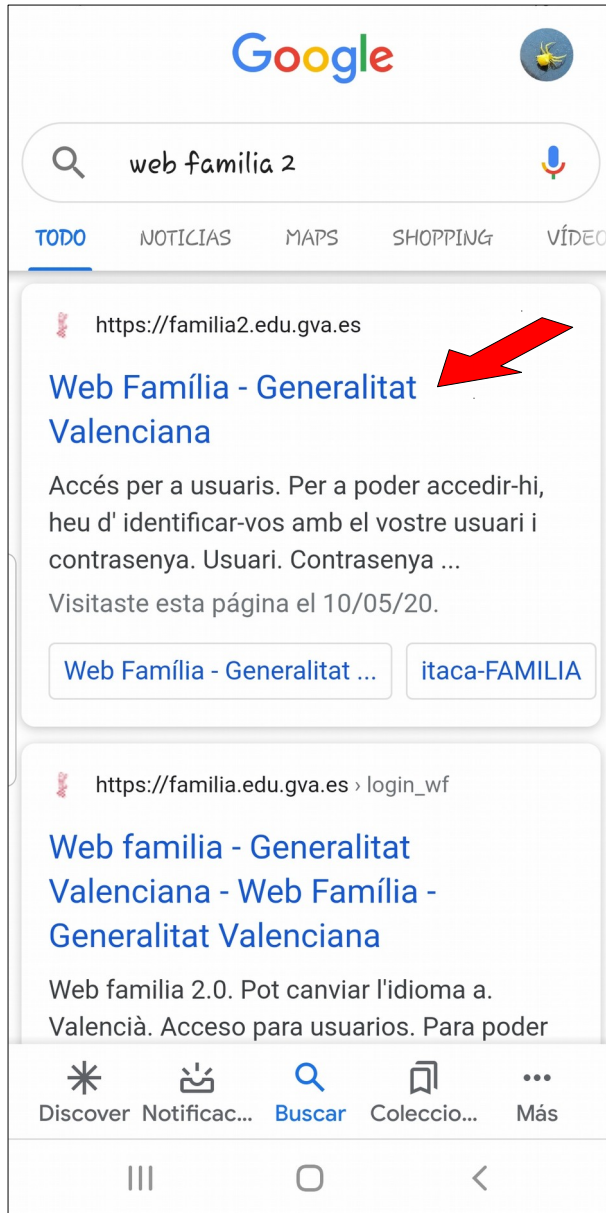 Google
web familia 2
TODO NOTICIAS MAPS SHOPPING VÍDEO
https://familia2.edu.gva.es
Web Família - Generalitat
Valenciana
Accés per a usuaris. Per a poder accedir-hi,
heu d' identificar-vos amb el vostre usuari i
contrasenya. Usuari. Contrasenya ...
Visitaste esta página el 10/05/20.
Web Família - Generalitat ... itaca-FAMILIA
https://familia.edu.gva.es › login_wf
Web familia - Generalitat
Valenciana - Web Família -
Generalitat Valenciana
Web familia 2.0. Pot canviar l'idioma a.
Valencià. Acceso para usuarios. Para poder
Discover Notificac... Buscar Coleccio... Más